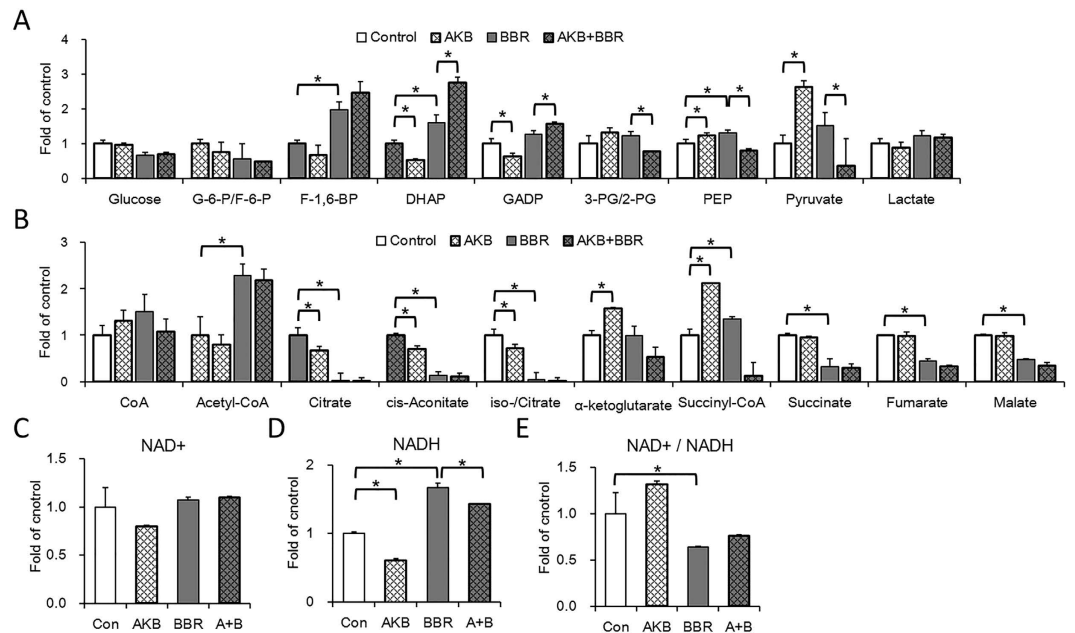 A
Control AKB BBR AKB+BBR
Fold of control
4
3
2
1
0
* * * * * * * * * * * *
Glucose G-6-P/F-6-P F-1,6-BP DHAP GADP 3-PG/2-PG PEP Pyruvate Lactate
B
Control AKB BBR AKB+BBR
Fold of control
3
2
1
0
* * * * * * * * * * * * *
CoA Acetyl-CoA Citrate cis-Aconitate iso-/Citrate α-ketoglutarate Succinyl-CoA Succinate Fumarate Malate
C
NAD+
Fold of cnotrol
1.5
1.0
0.5
0.0
Con AKB BBR A+B
D
NADH
Fold of cnotrol
2
1
0
* * *
Con AKB BBR A+B
E
NAD+ / NADH
Fold of cnotrol
1.5
1.0
0.5
0.0
*
Con AKB BBR A+B